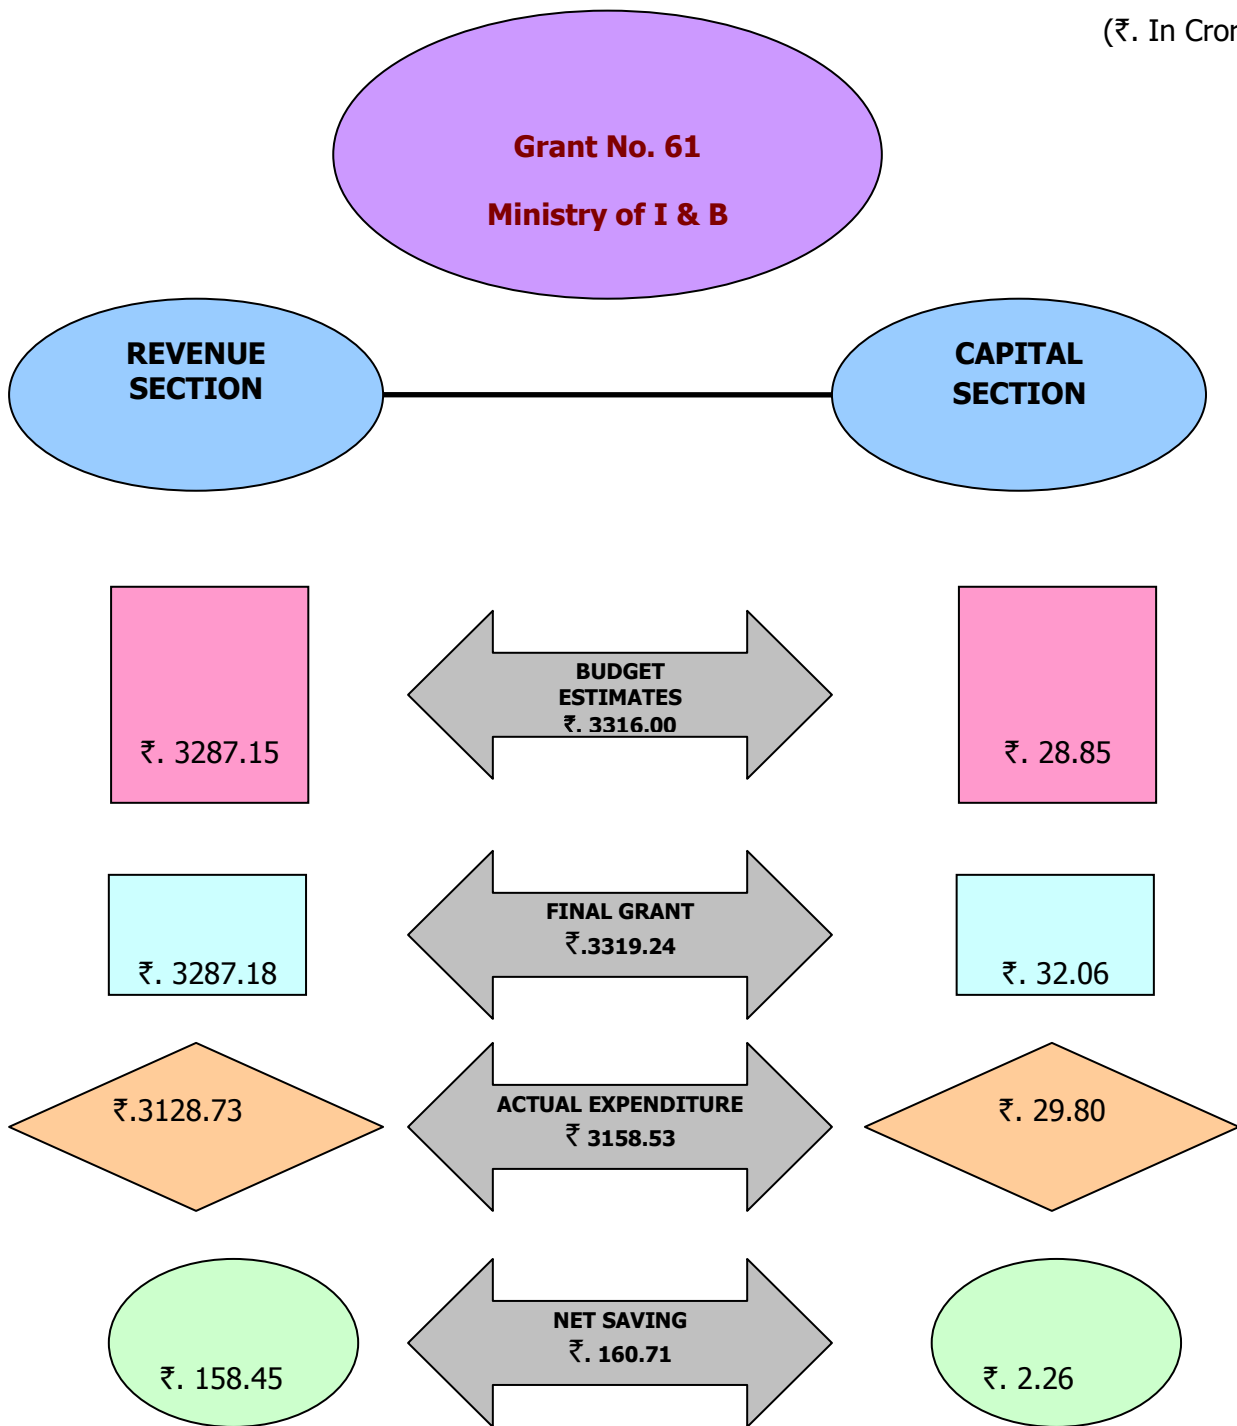 (₹. In Cror
Grant No. 61
Ministry of I & B
REVENUE
SECTION
CAPITAL
SECTION
₹. 3287.15
BUDGET
ESTIMATES
₹. 3316.00
₹. 28.85
₹. 3287.18
FINAL GRANT
₹.3319.24
₹. 32.06
₹.3128.73
ACTUAL EXPENDITURE
₹ 3158.53
₹. 29.80
₹. 158.45
NET SAVING
₹. 160.71
₹. 2.26